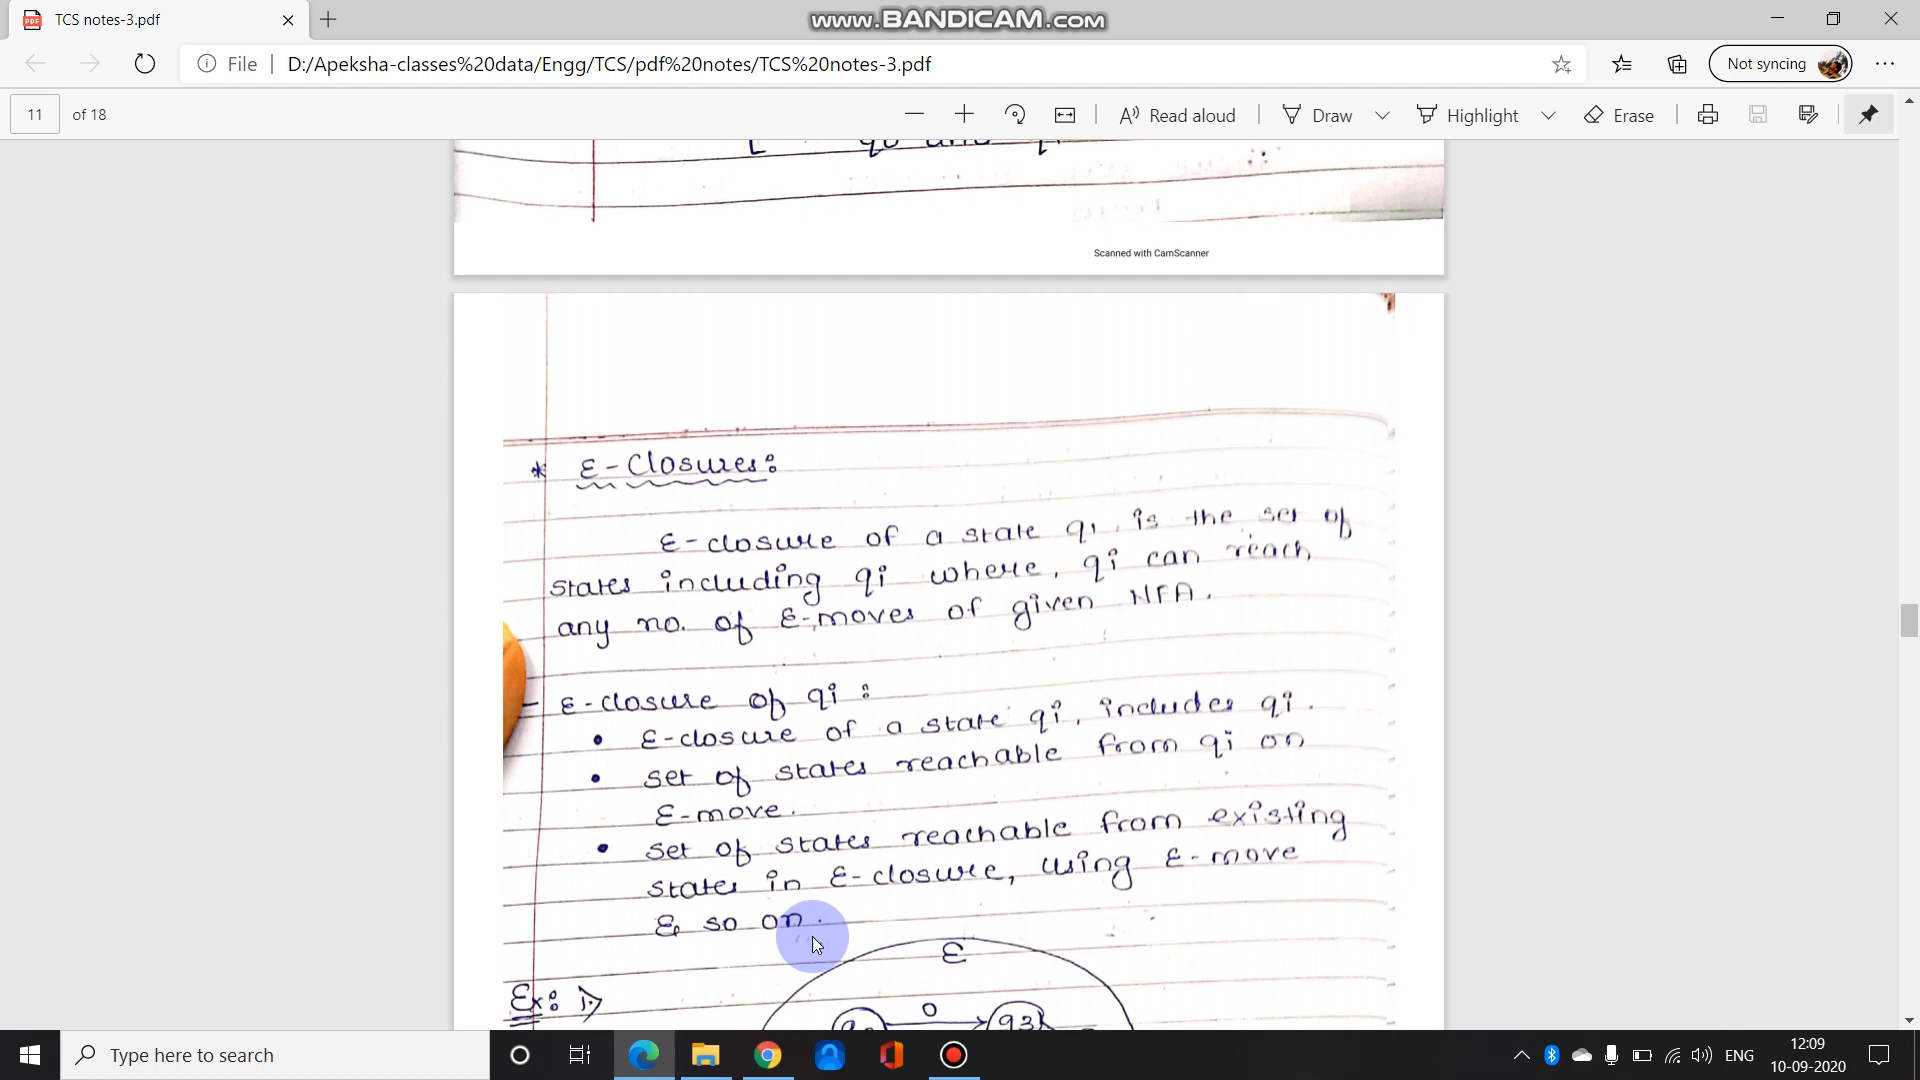 TCS notes-3.pdf
www.BANDICAM.com
File
D:/Apeksha-classes%20data/Engg/TCS/pdf%20notes/TCS%20notes-3.pdf
Not syncing
11 of 18
Read aloud
Draw
Highlight
Erase
Scanned with CamScanner
* ε-Closures:
ε-closure of a state qi is the set of
states including qi where, qi can reach,
any no. of ε-moves of given NFA.
- ε-closure of qi :
• ε-closure of a state qi, includes qi.
• set of states reachable from qi on
ε-move.
• set of states reachable from existing
states in ε-closure, using ε-move
& so on.
ε
Ex: 1>
0
q3
Type here to search
ENG
12:09
10-09-2020